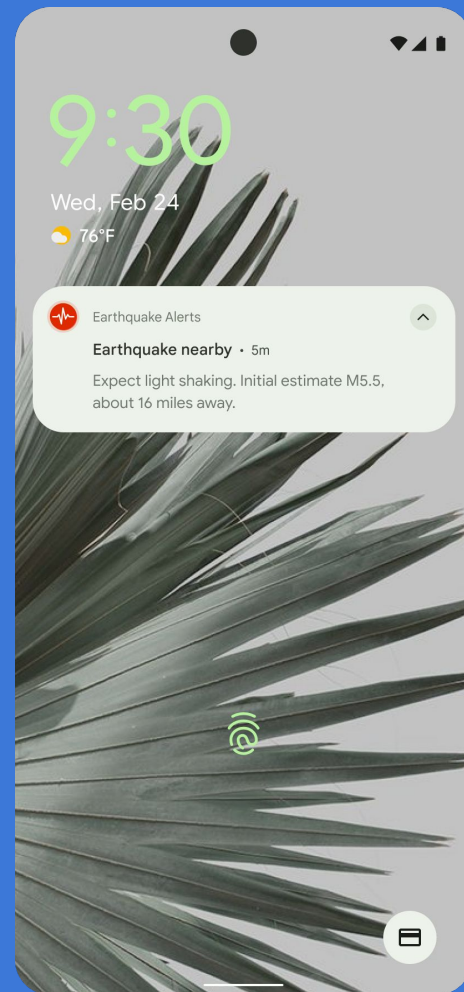 9:30
Wed, Feb 24
76°F
Earthquake Alerts
Earthquake nearby • 5m
Expect light shaking. Initial estimate M5.5,
about 16 miles away.